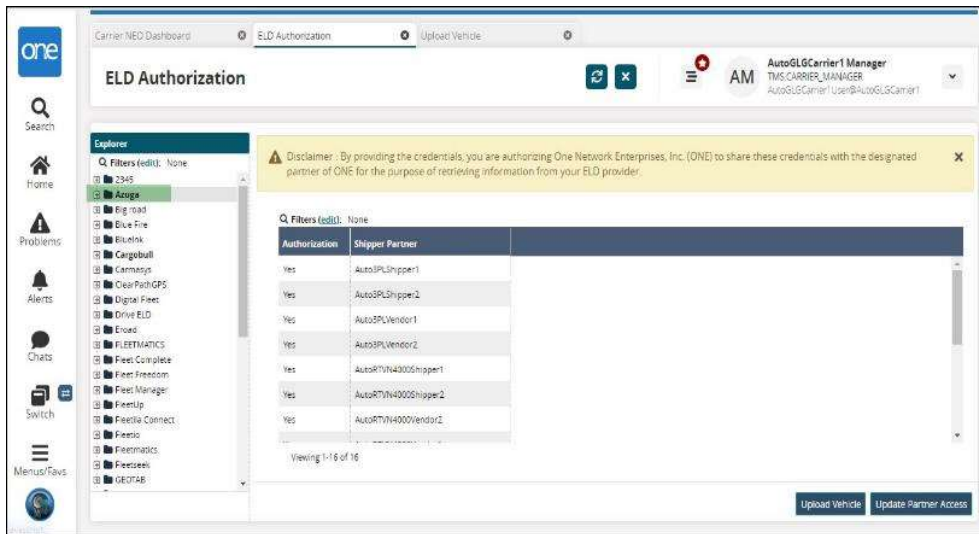 one
Search
Home
Problems
Alerts
Chats
Switch
Menus/Favs
Carrier NEO Dashboard
ELD Authorization
Upload Vehicle
ELD Authorization
AM
AutoGLGCarrier1 Manager
TMS.CARRIER_MANAGER
AutoGLGCarrier1User@AutoGLGCarrier1
Explorer
Filters (edit): None
2345
Azuga
Big road
Blue Fire
BlueInk
Cargobull
Carmasys
ClearPathGPS
Digital Fleet
Drive ELD
Eroad
FLEETMATICS
Fleet Complete
Fleet Freedom
Fleet Manager
FleetUp
Fleetilla Connect
Fleetio
Fleetmatics
Fleetseek
GEOTAB
Disclaimer : By providing the credentials, you are authorizing One Network Enterprises, Inc. (ONE) to share these credentials with the designated
partner of ONE for the purpose of retrieving information from your ELD provider.
Filters (edit): None
Authorization Shipper Partner
Yes Auto3PLShipper1
Yes Auto3PLShipper2
Yes Auto3PLVendor1
Yes Auto3PLVendor2
Yes AutoRTVN4000Shipper1
Yes AutoRTVN4000Shipper2
Yes AutoRTVN4000Vendor2
Viewing 1-16 of 16
Upload Vehicle Update Partner Access